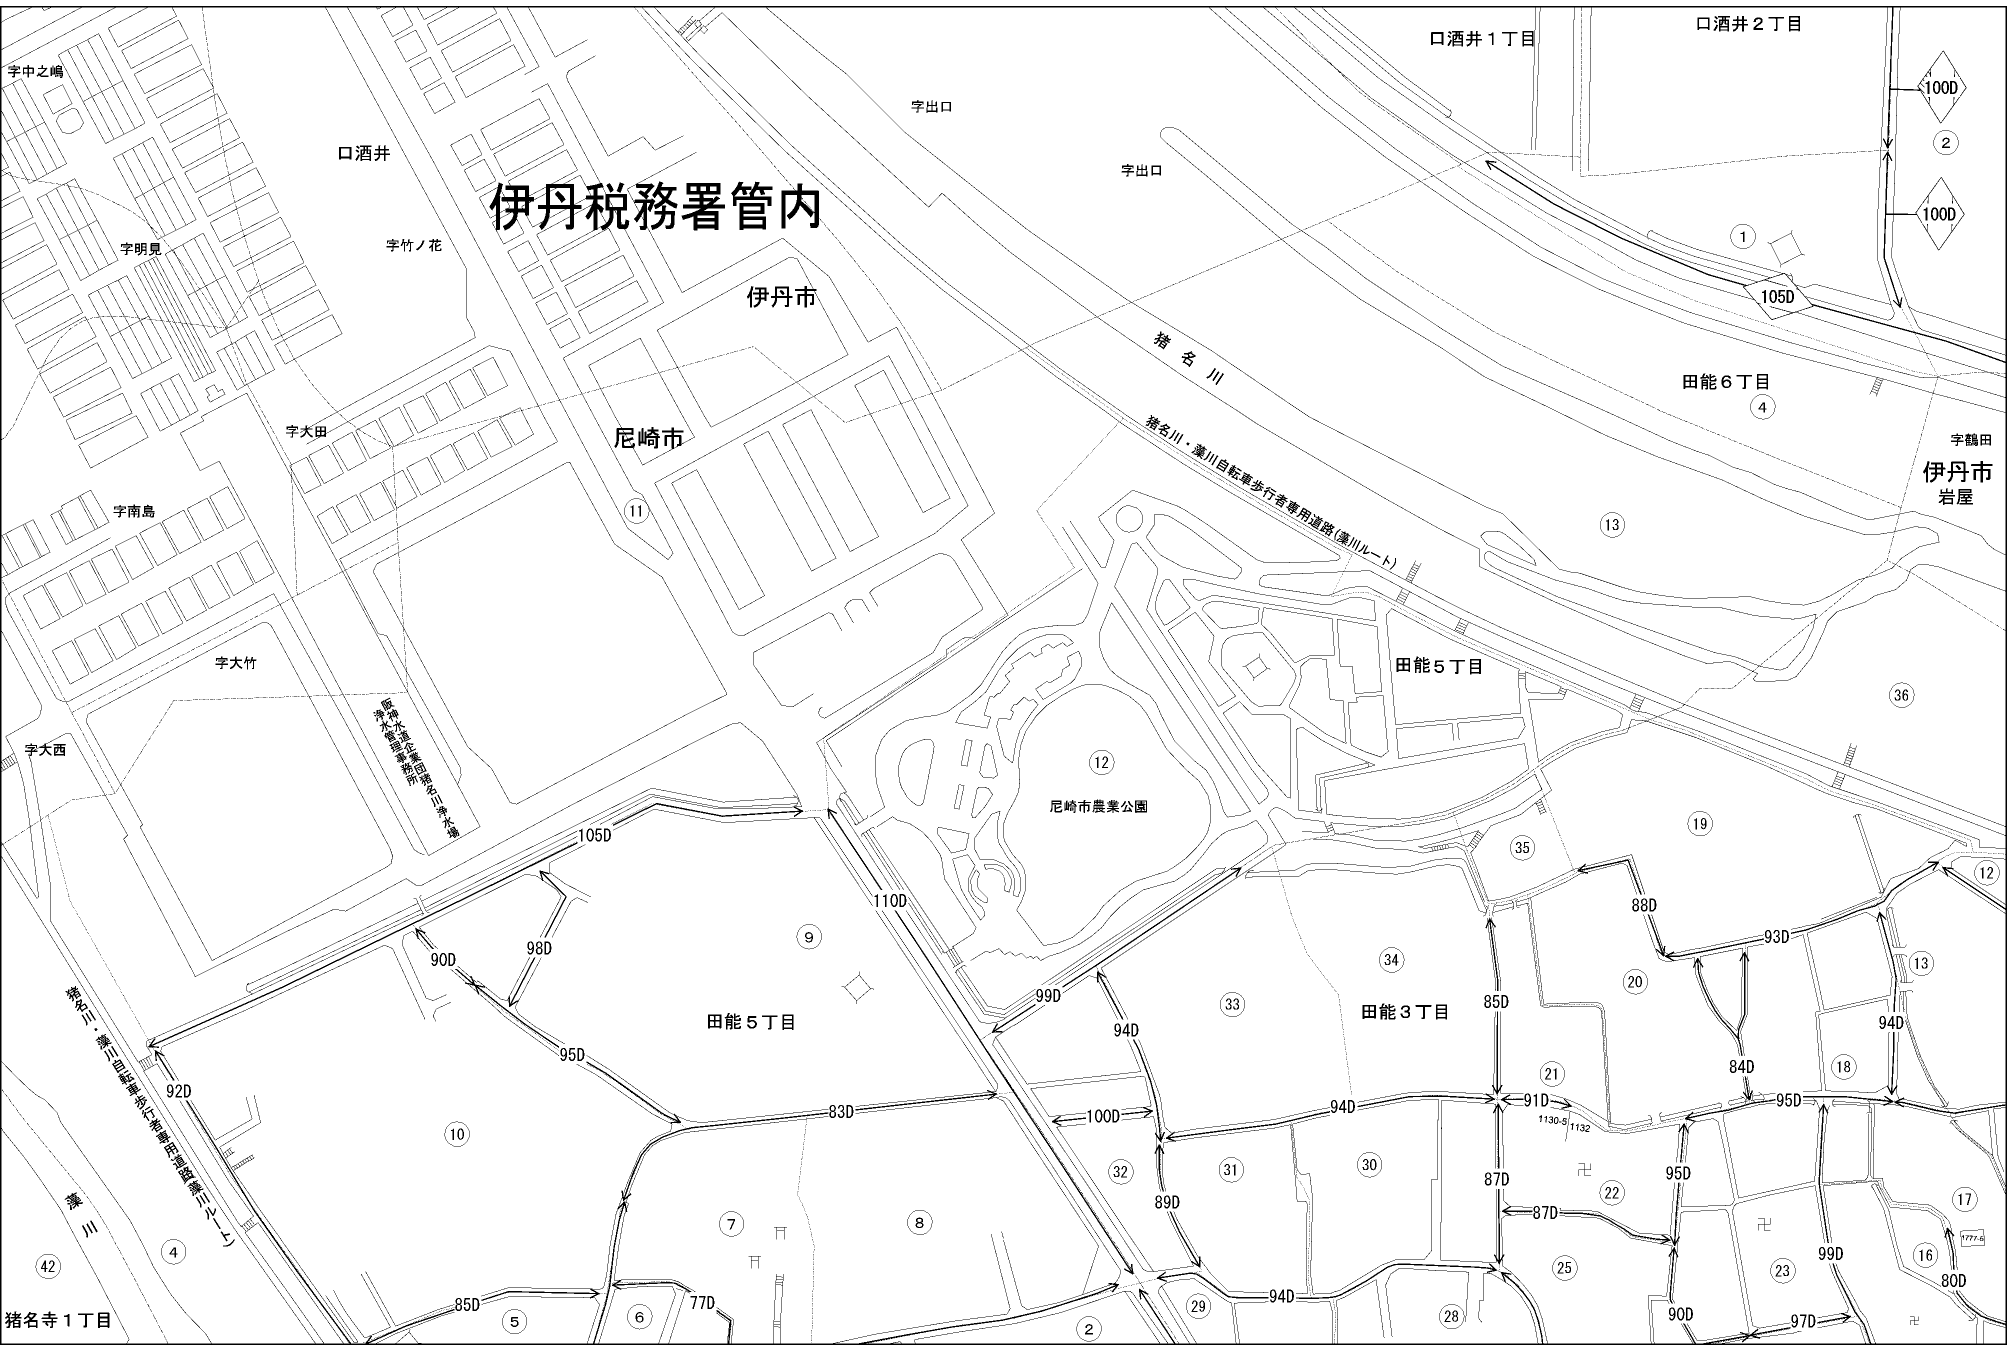 口酒井２丁目
口酒井１丁目
字中之嶋
100D
字出口
2
口酒井
字出口
伊丹税務署管内
100D
字明見
字竹ノ花
1
伊丹市
105D
猪名川
田能６丁目
4
字大田
尼崎市
猪名川・藻川自転車歩行者専用道路(藻川ルート)
字鶴田
伊丹市
岩屋
字南島
11
13
字大竹
田能５丁目
36
阪神水道企業団猪名川浄水場
浄水管理事務所
字大西
12
尼崎市農業公園
19
105D
35
12
110D
88D
9
93D
98D
90D
34
13
20
99D
33
85D
田能３丁目
田能５丁目
94D
94D
猪名川・藻川自転車歩行者専用道路(藻川ルート)
95D
84D
18
21
92D
91D
95D
94D
83D
100D
1130-5
1132
10
32
31
30
95D
87D
22
17
89D
藻川
87D
7
8
1777-6
4
99D
16
42
25
23
80D
85D
77D
94D
29
28
90D
97D
猪名寺１丁目
5
6
2